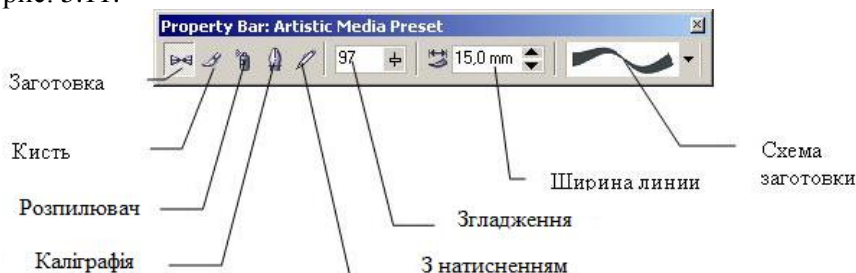 рис. 3.11.
Property Bar: Artistic Media Preset
97
15,0 mm
Заготовка
Кисть
Розпилювач
Каліграфія
З натисненням
Згладження
Ширина линии
Схема
заготовки